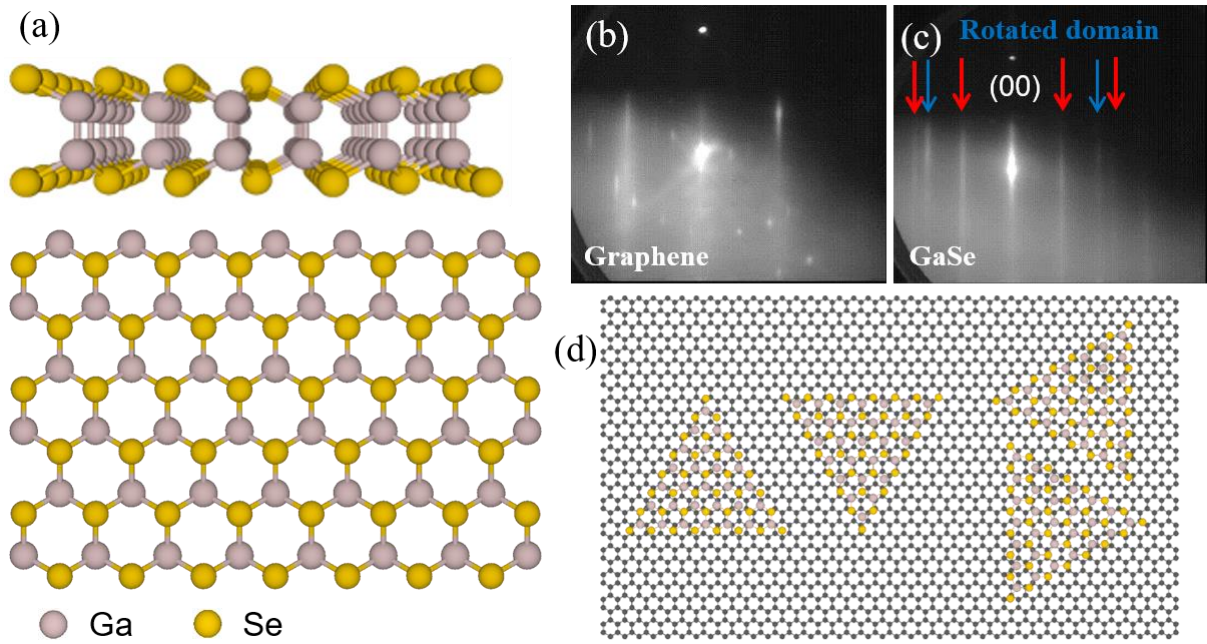 (a)
Ga
Se
(b)
Graphene
(c)
Rotated domain
(00)
GaSe
(d)